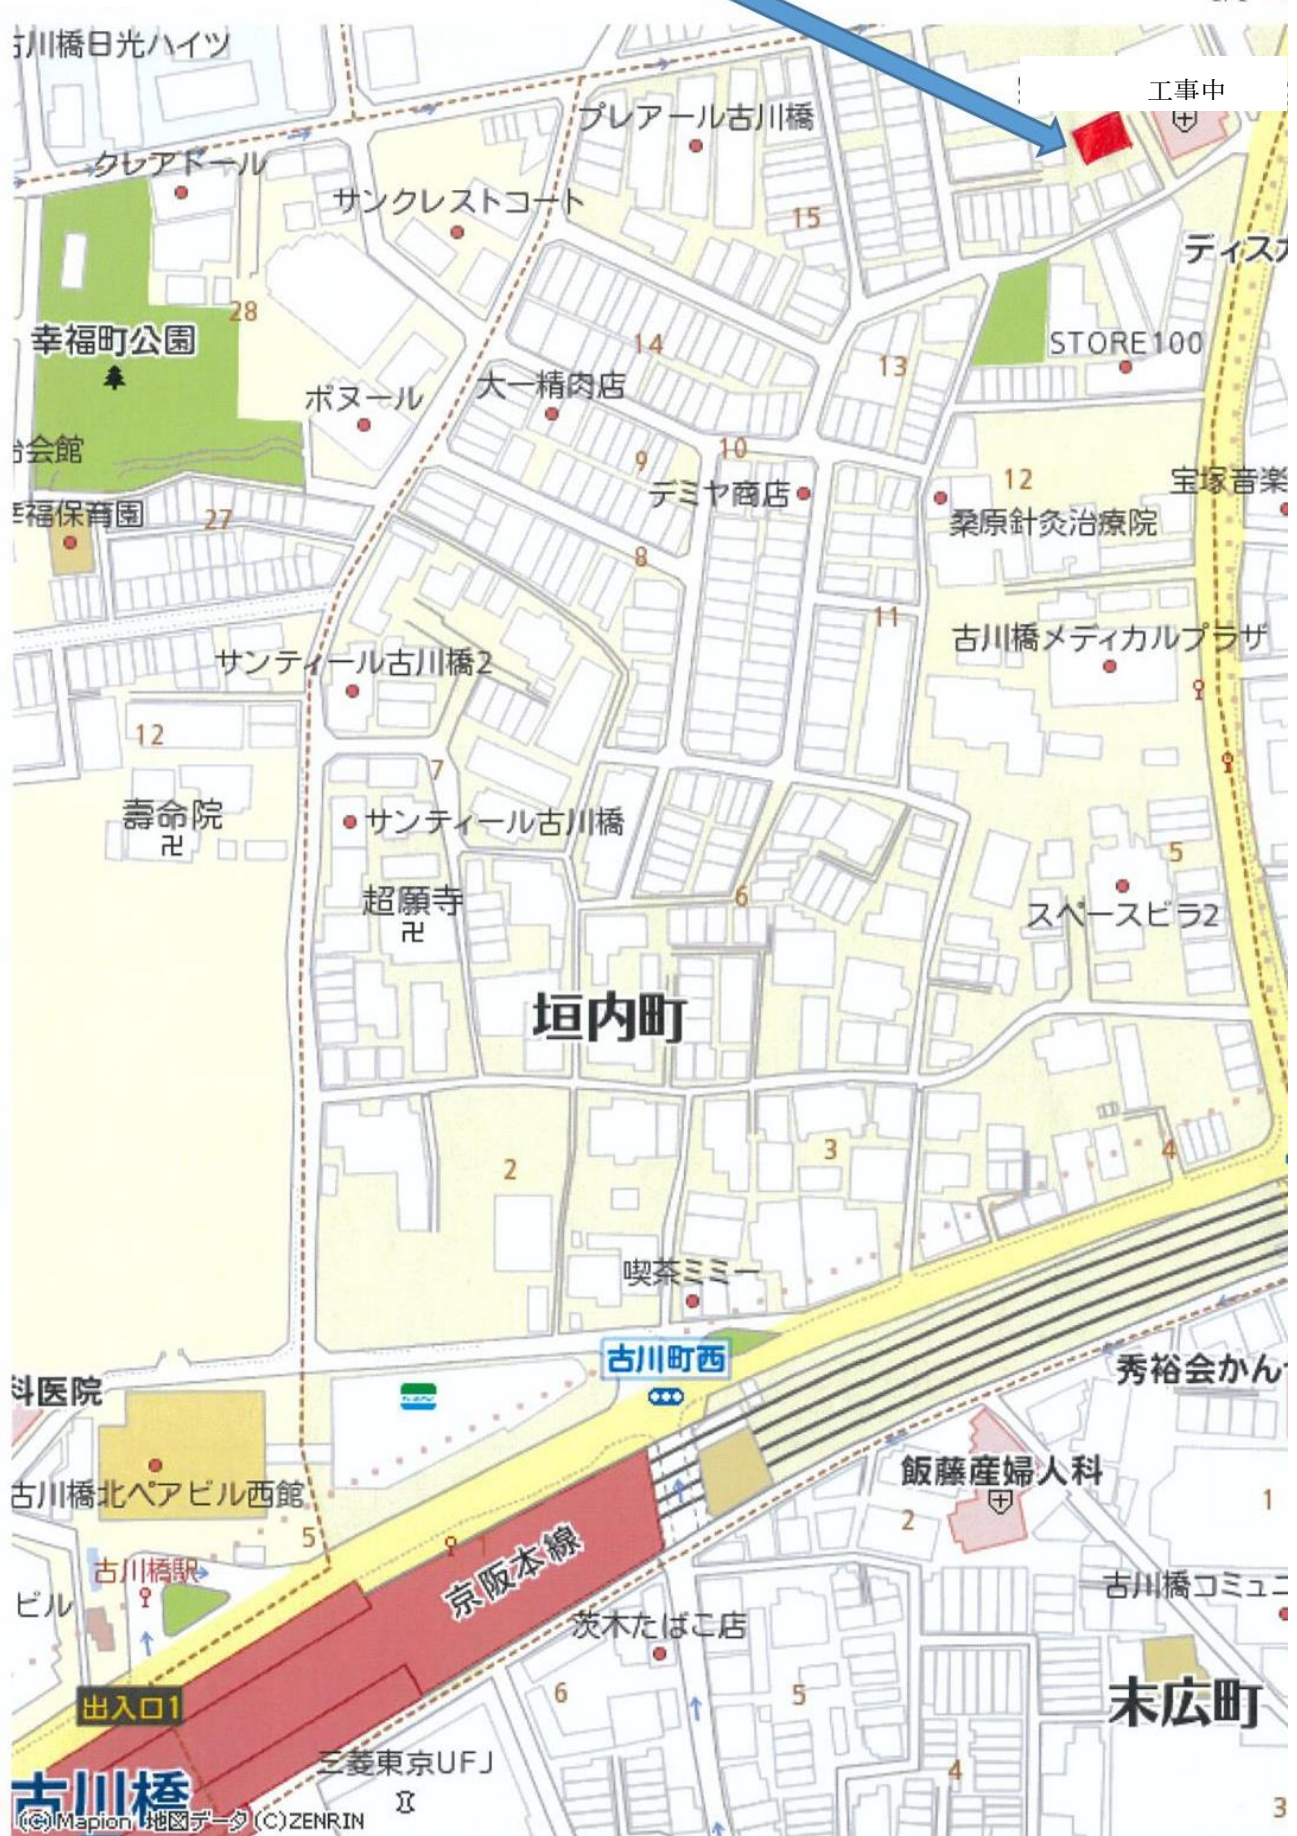 古川橋日光ハイツ
工事中
プレアール古川橋
クレアドール
サンクレストコート
15
ディスカ
28
幸福町公園
14
STORE100
13
大一精肉店
ボヌール
治会館
10
9
12
デミヤ商店
宝塚音楽
幸福保育園
27
桑原針灸治療院
8
11
古川橋メディカルプラザ
サンティール古川橋2
12
7
壽命院
サンティール古川橋
5
超願寺
6
スペースビラ2
垣内町
2
3
4
喫茶ミミー
古川町西
科医院
秀裕会かん
飯藤産婦人科
古川橋北ペアビル西館
1
2
5
1
京阪本線
古川橋駅
ビル
古川橋コミュニ
茨木たばこ店
出入口1
6
5
末広町
三菱東京UFJ
4
古川橋
3
(C)Mapion 地図データ(C)ZENRIN